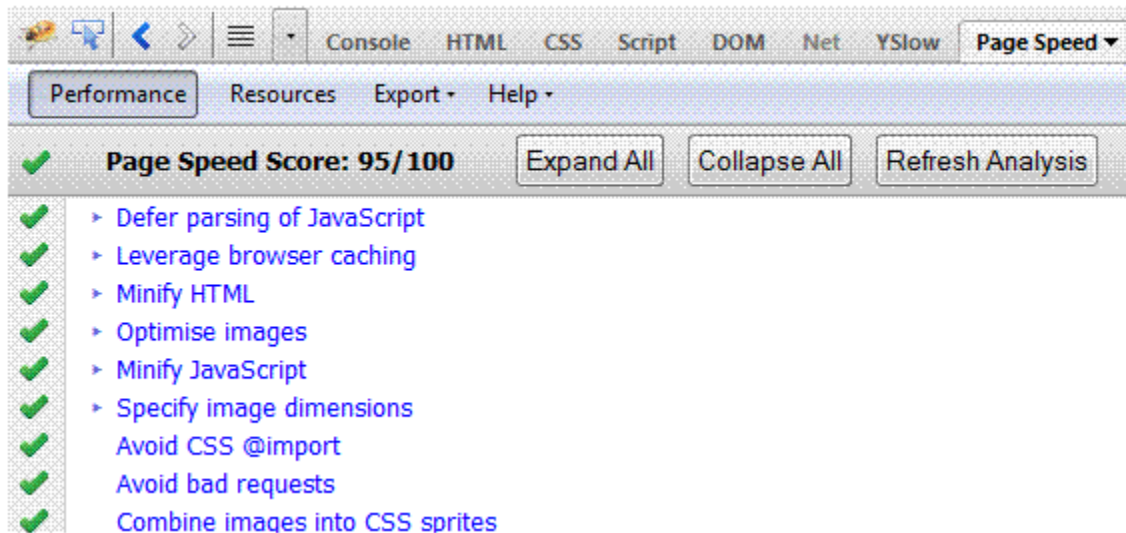 Console HTML CSS Script DOM Net YSlow Page Speed
Performance Resources Export Help
Page Speed Score: 95/100 Expand All Collapse All Refresh Analysis
Defer parsing of JavaScript
Leverage browser caching
Minify HTML
Optimise images
Minify JavaScript
Specify image dimensions
Avoid CSS @import
Avoid bad requests
Combine images into CSS sprites